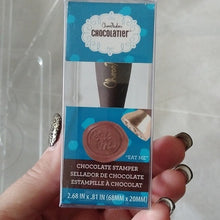 CHOCOLATIER
"EAT ME"
CHOCOLATE STAMPER
SELLADOR DE CHOCOLATE
ESTAMPILLE À CHOCOLAT
2.68 IN x .81 IN (68MM x 20MM)